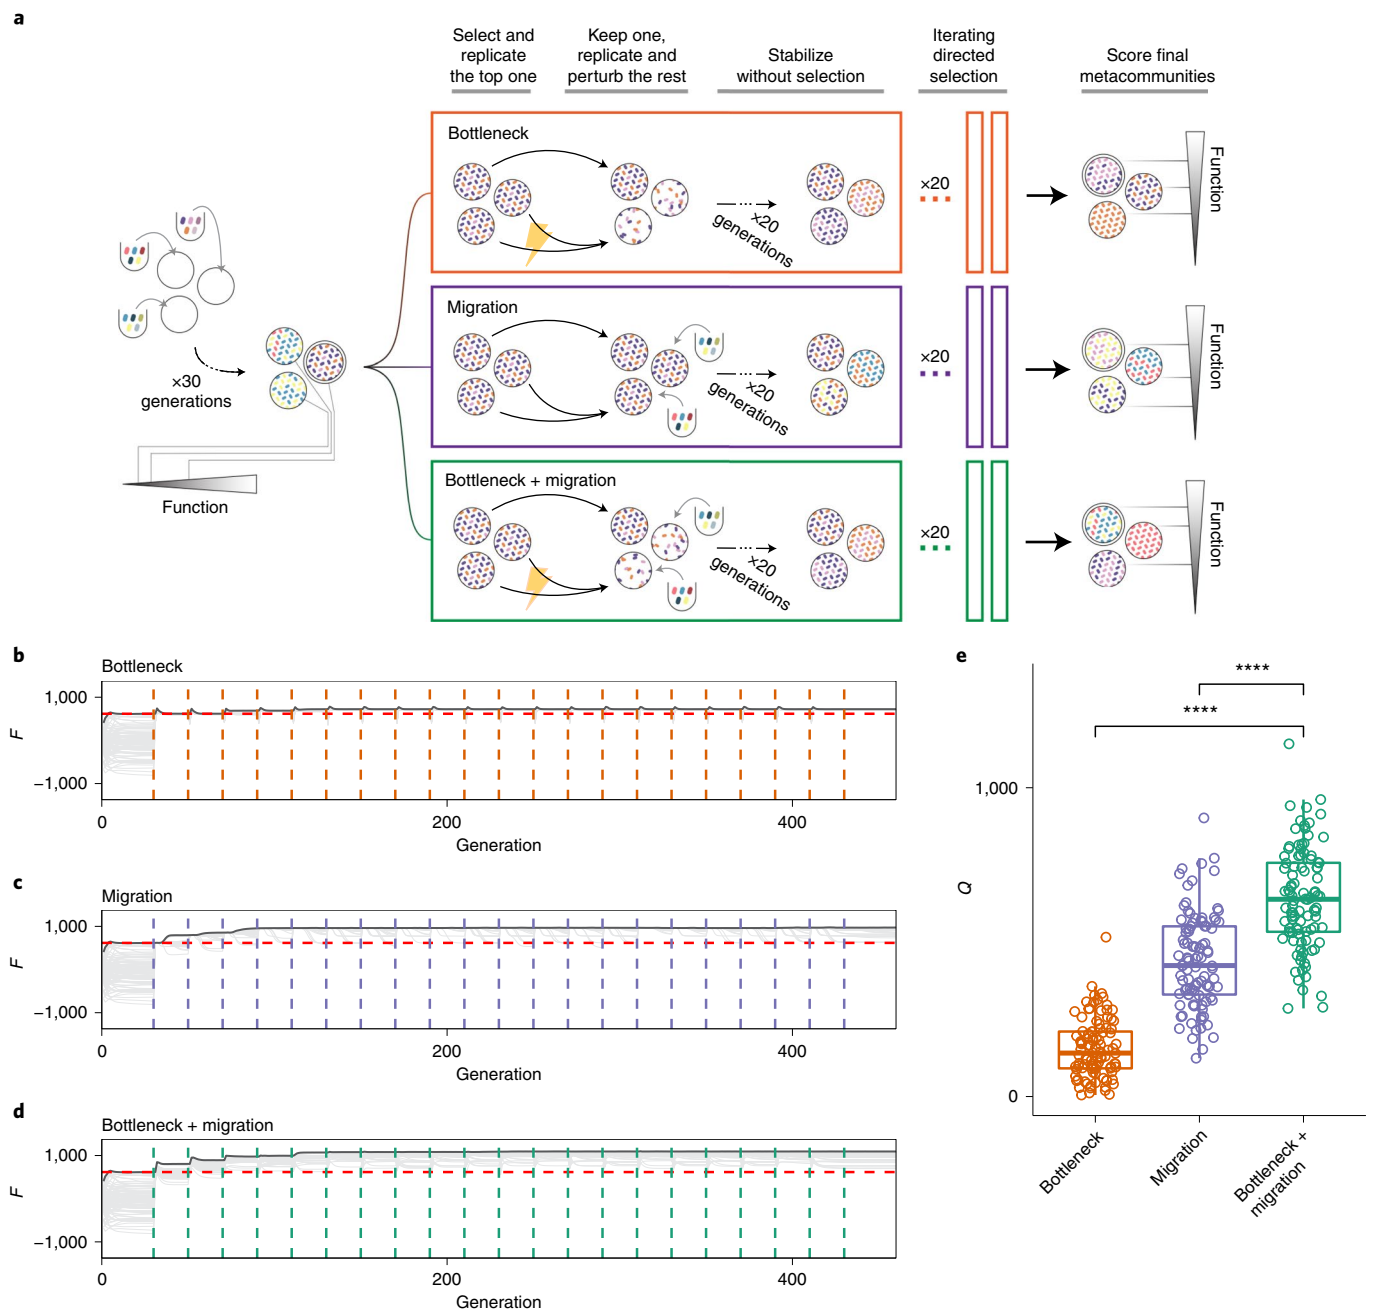 a
Select and
replicate
the top one
Keep one,
replicate and
perturb the rest
Stabilize
without selection
Iterating
directed
selection
Score final
metacommunities
×30
generations
Function
Bottleneck
×20
generations
×20
Function
Migration
×20
generations
×20
Function
Bottleneck + migration
×20
generations
×20
Function
b
Bottleneck
1,000
F
−1,000
0
200
400
Generation
c
Migration
1,000
F
−1,000
0
200
400
Generation
d
Bottleneck + migration
1,000
F
−1,000
0
200
400
Generation
e
****
****
1,000
Q
0
Bottleneck
Migration
Bottleneck +
migration